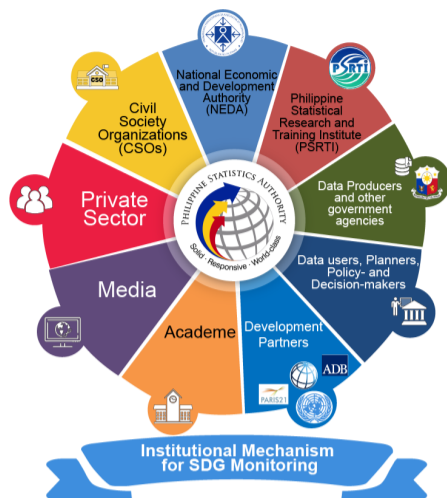 National Economic
and Development
Authority
(NEDA)
Philippine
Statistical
Research and
Training Institute
(PSRTI)
PSRTI
Data Producers
and other
government
agencies
Data users, Planners,
Policy- and
Decision-makers
Development
Partners
ADB
PARIS21
Academe
Media
Private
Sector
Civil
Society
Organizations
(CSOs)
CSO
PHILIPPINE STATISTICS AUTHORITY
Solid · Responsive · World-class
Institutional Mechanism
for SDG Monitoring